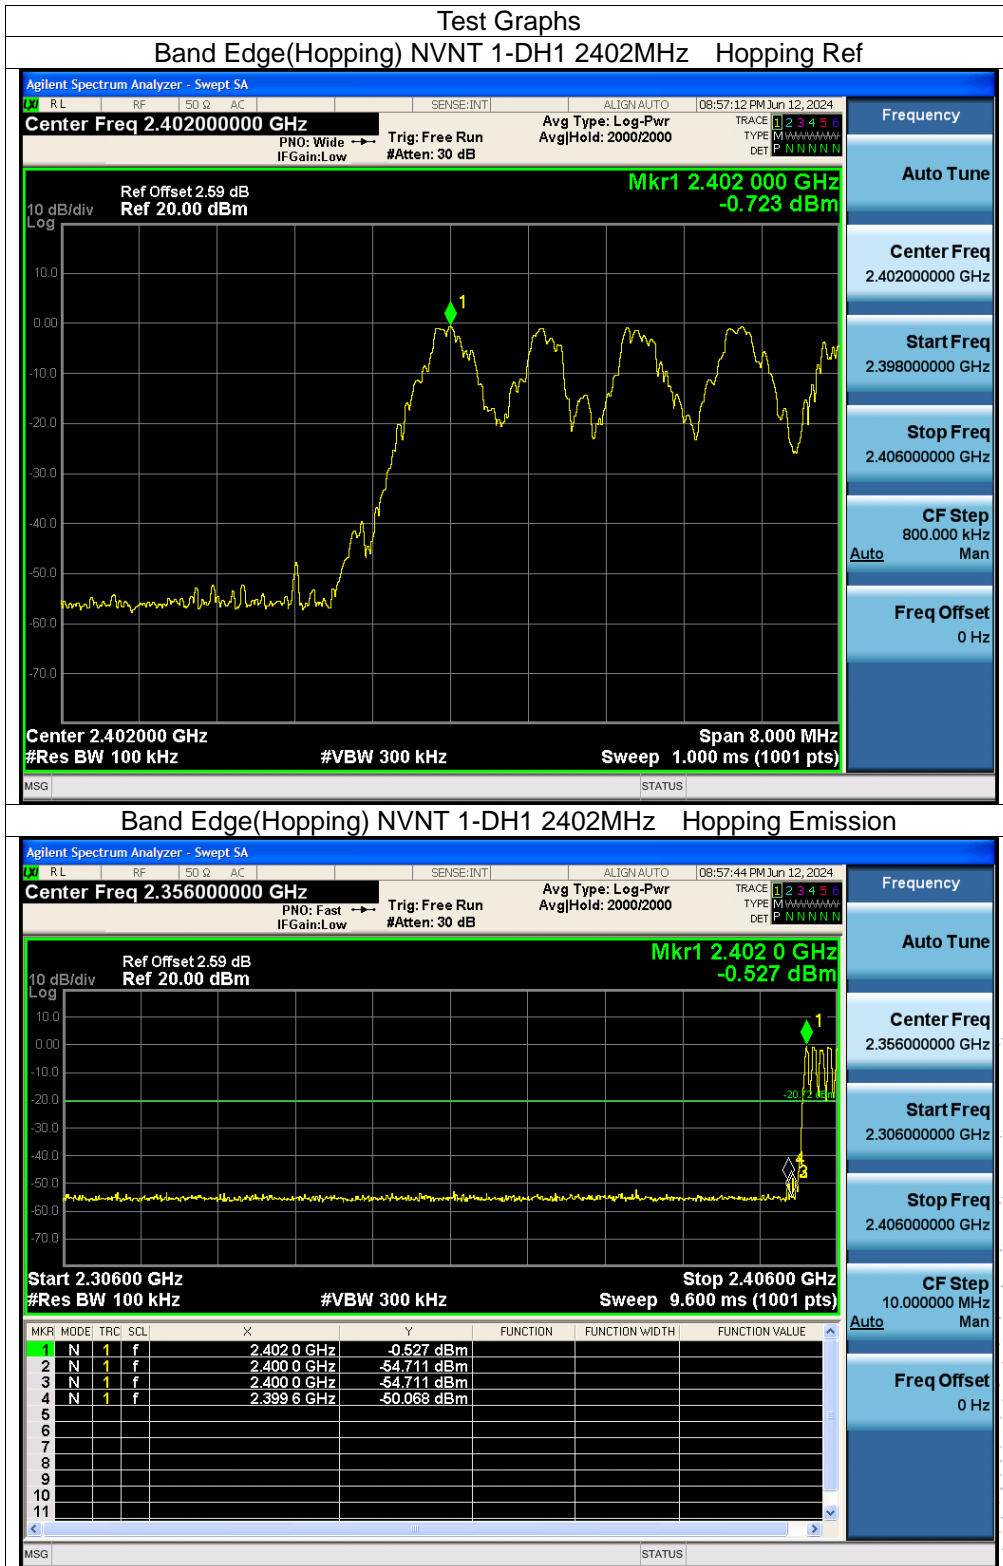 Test Graphs
Band Edge(Hopping) NVNT 1-DH1 2402MHz Hopping Ref
Agilent Spectrum Analyzer - Swept SA
LXI RL RF 50 Ω AC SENSE:INT ALIGN AUTO 08:57:12 PM Jun 12, 2024
Center Freq 2.402000000 GHz
PNO: Wide
IFGain:Low
Trig: Free Run
#Atten: 30 dB
Avg Type: Log-Pwr
Avg|Hold: 2000/2000
TRACE 1 2 3 4 5 6
TYPE M WWWWW
DET P N N N N N
Frequency
Auto Tune
Center Freq
2.402000000 GHz
Start Freq
2.398000000 GHz
Stop Freq
2.406000000 GHz
CF Step
800.000 kHz
Auto Man
Freq Offset
0 Hz
Ref Offset 2.59 dB
10 dB/div Ref 20.00 dBm
Log
Mkr1 2.402 000 GHz
-0.723 dBm
1
10.0
0.00
-10.0
-20.0
-30.0
-40.0
-50.0
-60.0
-70.0
Center 2.402000 GHz Span 8.000 MHz
#Res BW 100 kHz #VBW 300 kHz Sweep 1.000 ms (1001 pts)
MSG STATUS
Band Edge(Hopping) NVNT 1-DH1 2402MHz Hopping Emission
Agilent Spectrum Analyzer - Swept SA
LXI RL RF 50 Ω AC SENSE:INT ALIGN AUTO 08:57:44 PM Jun 12, 2024
Center Freq 2.356000000 GHz
PNO: Fast
IFGain:Low
Trig: Free Run
#Atten: 30 dB
Avg Type: Log-Pwr
Avg|Hold: 2000/2000
TRACE 1 2 3 4 5 6
TYPE M WWWWW
DET P N N N N N
Frequency
Auto Tune
Center Freq
2.356000000 GHz
Start Freq
2.306000000 GHz
Stop Freq
2.406000000 GHz
CF Step
10.000000 MHz
Auto Man
Freq Offset
0 Hz
Ref Offset 2.59 dB
10 dB/div Ref 20.00 dBm
Log
Mkr1 2.402 0 GHz
-0.527 dBm
1
10.0
0.00
-10.0
-20.0
-20.72 dBm
-30.0
-40.0
4
-50.0
-60.0
-70.0
Start 2.30600 GHz Stop 2.40600 GHz
#Res BW 100 kHz #VBW 300 kHz Sweep 9.600 ms (1001 pts)
MKR MODE TRC SCL X Y FUNCTION FUNCTION WIDTH FUNCTION VALUE
1 N 1 f 2.402 0 GHz -0.527 dBm
2 N 1 f 2.400 0 GHz -54.711 dBm
3 N 1 f 2.400 0 GHz -54.711 dBm
4 N 1 f 2.399 6 GHz -50.068 dBm
5
6
7
8
9
10
11
MSG STATUS